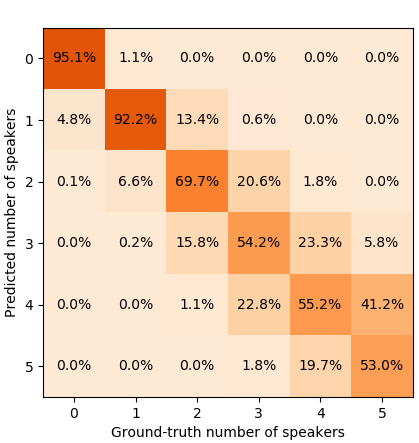 Predicted number of speakers
0 95.1% 1.1% 0.0% 0.0% 0.0% 0.0%
1 4.8% 92.2% 13.4% 0.6% 0.0% 0.0%
2 0.1% 6.6% 69.7% 20.6% 1.8% 0.0%
3 0.0% 0.2% 15.8% 54.2% 23.3% 5.8%
4 0.0% 0.0% 1.1% 22.8% 55.2% 41.2%
5 0.0% 0.0% 0.0% 1.8% 19.7% 53.0%
0 1 2 3 4 5
Ground-truth number of speakers